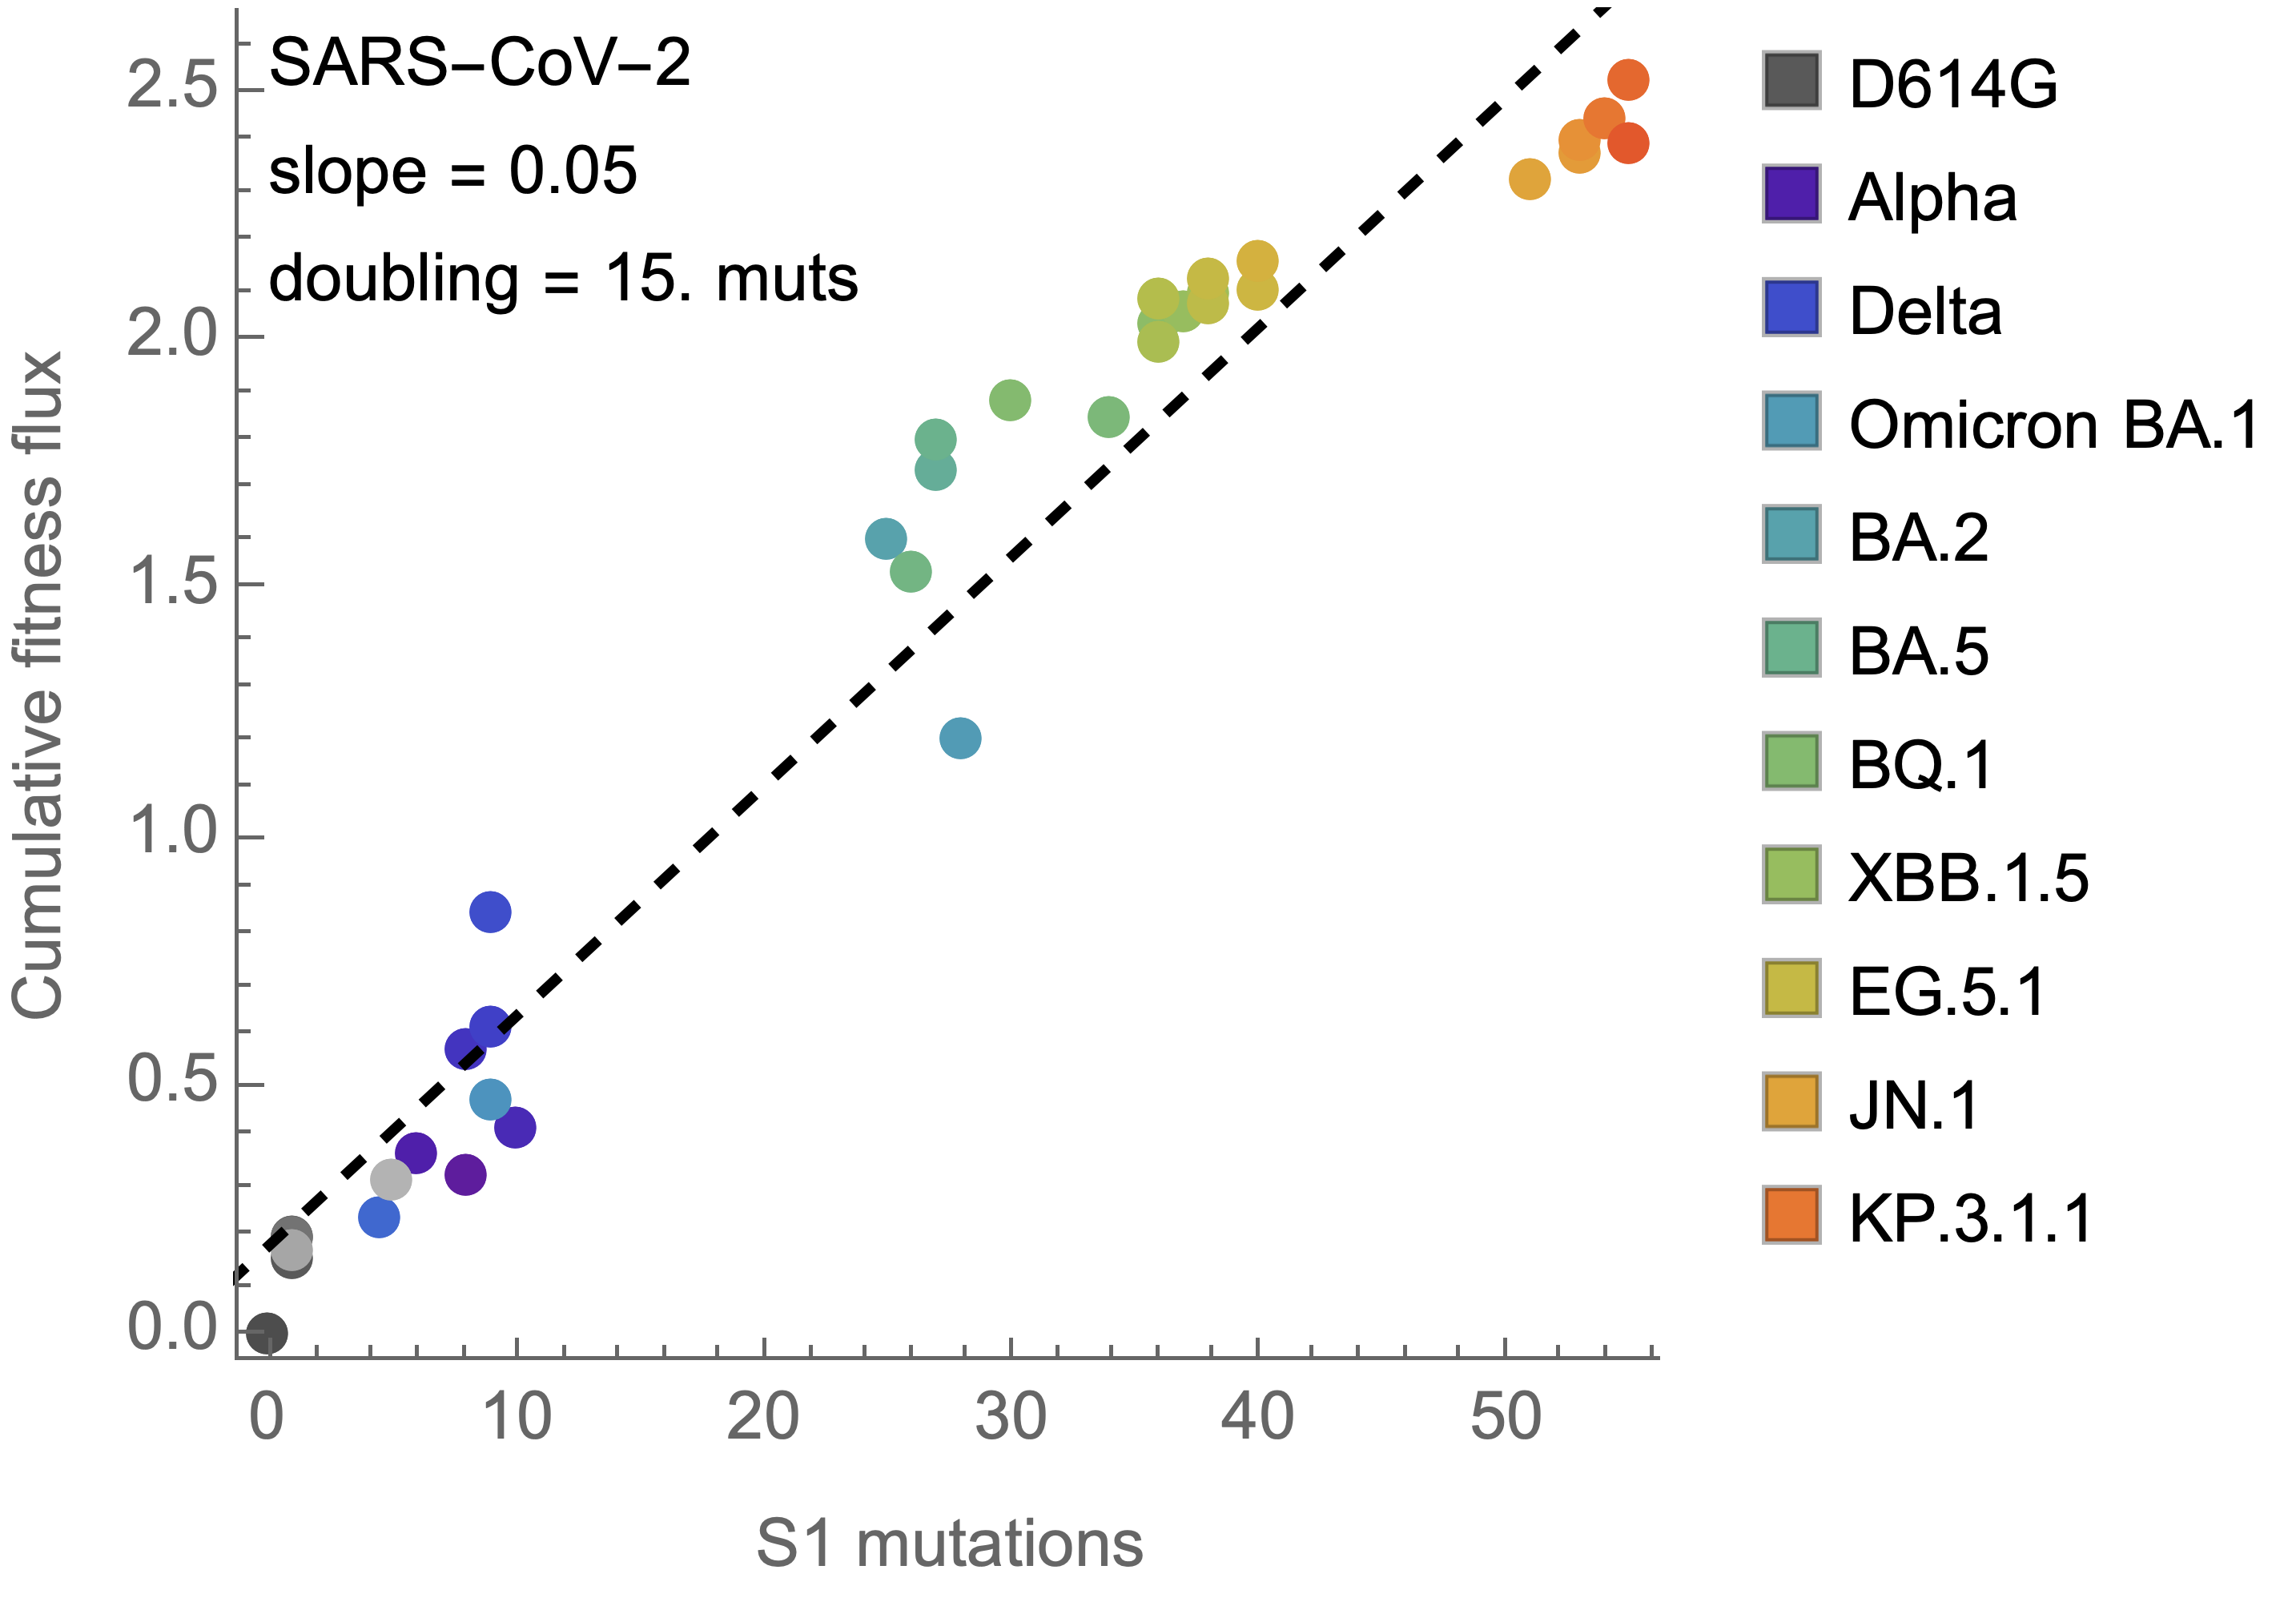 SARS−CoV−2
slope = 0.05
doubling = 15. muts
Cumulative fitness flux
2.5
2.0
1.5
1.0
0.5
0.0
0 10 20 30 40 50
S1 mutations
D614G
Alpha
Delta
Omicron BA.1
BA.2
BA.5
BQ.1
XBB.1.5
EG.5.1
JN.1
KP.3.1.1